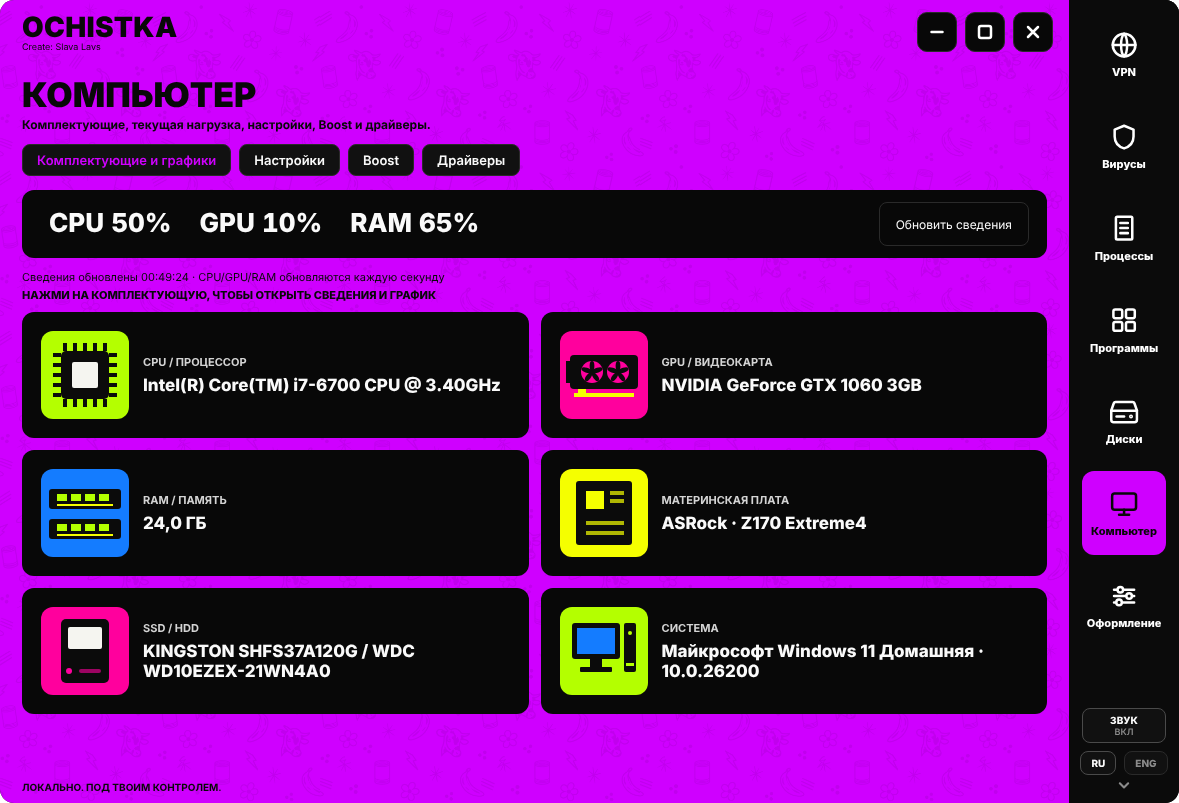 OCHISTKA
Create: Slava Lavs
КОМПЬЮТЕР
Комплектующие, текущая нагрузка, настройки, Boost и драйверы.
Комплектующие и графики
Настройки
Boost
Драйверы
CPU 50% GPU 10% RAM 65%
Обновить сведения
Сведения обновлены 00:49:24 · CPU/GPU/RAM обновляются каждую секунду
НАЖМИ НА КОМПЛЕКТУЮЩУЮ, ЧТОБЫ ОТКРЫТЬ СВЕДЕНИЯ И ГРАФИК
CPU / ПРОЦЕССОР
Intel(R) Core(TM) i7-6700 CPU @ 3.40GHz
GPU / ВИДЕОКАРТА
NVIDIA GeForce GTX 1060 3GB
RAM / ПАМЯТЬ
24,0 ГБ
МАТЕРИНСКАЯ ПЛАТА
ASRock · Z170 Extreme4
SSD / HDD
KINGSTON SHFS37A120G / WDC
WD10EZEX-21WN4A0
СИСТЕМА
Майкрософт Windows 11 Домашняя ·
10.0.26200
ЛОКАЛЬНО. ПОД ТВОИМ КОНТРОЛЕМ.
VPN
Вирусы
Процессы
Программы
Диски
Компьютер
Оформление
ЗВУК
ВКЛ
RU
ENG